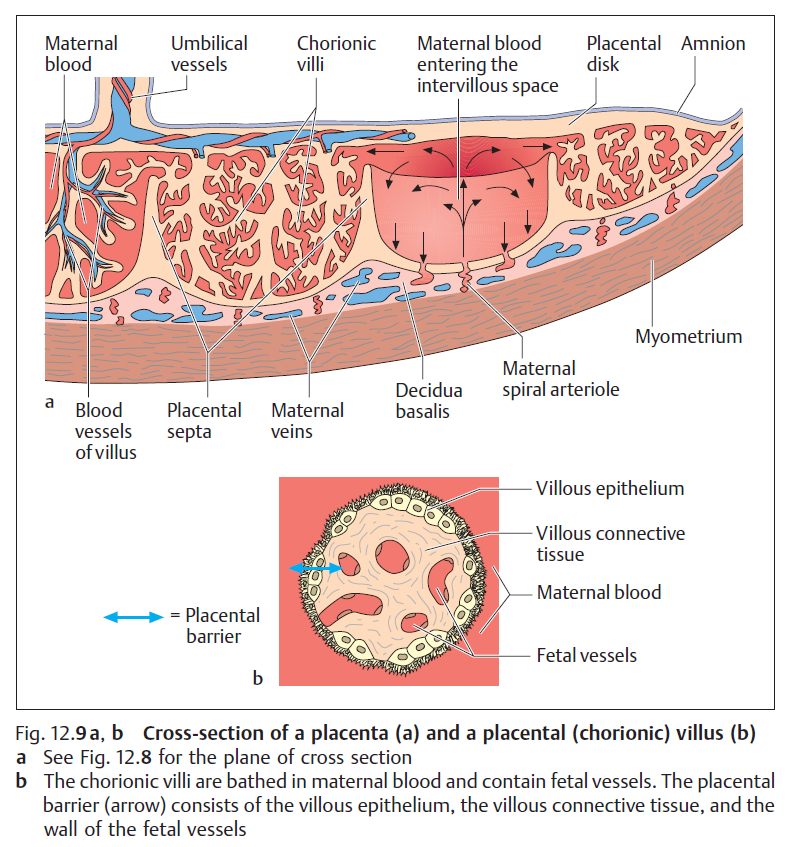 Maternal
blood
Umbilical
vessels
Chorionic
villi
Maternal blood
entering the
intervillous space
Placental
disk
Amnion
Myometrium
Maternal
spiral arteriole
Decidua
basalis
Maternal
veins
Placental
septa
Blood
vessels
of villus
a
Villous epithelium
Villous connective
tissue
Maternal blood
Fetal vessels
= Placental
barrier
b
Fig. 12.9 a, b Cross-section of a placenta (a) and a placental (chorionic) villus (b)
a See Fig. 12.8 for the plane of cross section
b The chorionic villi are bathed in maternal blood and contain fetal vessels. The placental
barrier (arrow) consists of the villous epithelium, the villous connective tissue, and the
wall of the fetal vessels